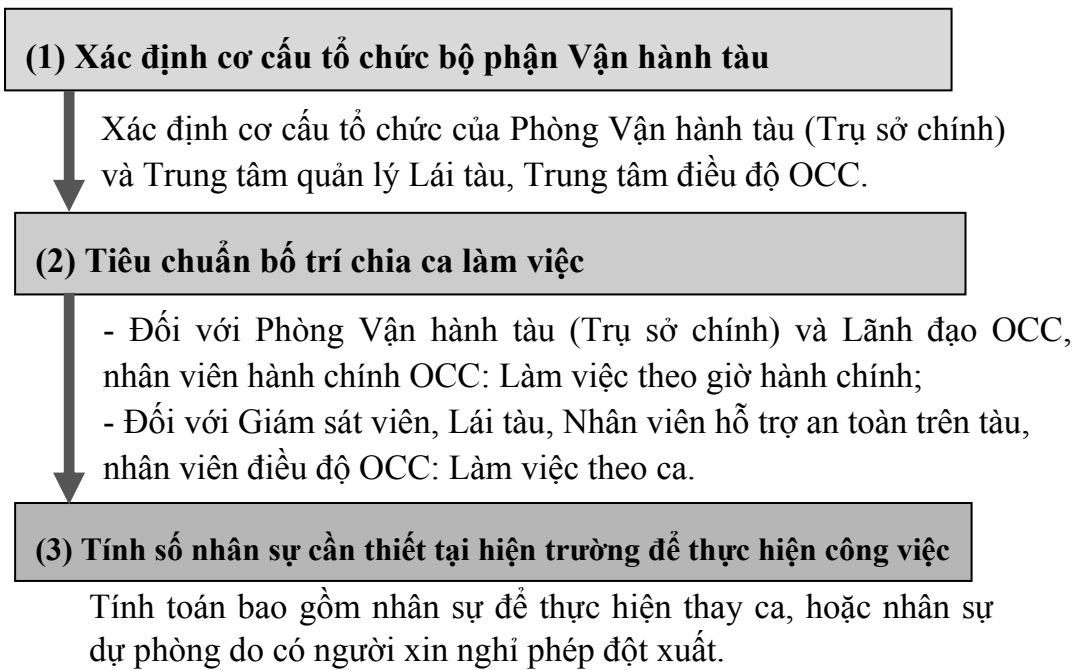 (1) Xác định cơ cấu tổ chức bộ phận Vận hành tàu
Xác định cơ cấu tổ chức của Phòng Vận hành tàu (Trụ sở chính)
và Trung tâm quản lý Lái tàu, Trung tâm điều độ OCC.
(2) Tiêu chuẩn bố trí chia ca làm việc
- Đối với Phòng Vận hành tàu (Trụ sở chính) và Lãnh đạo OCC,
nhân viên hành chính OCC: Làm việc theo giờ hành chính;
- Đối với Giám sát viên, Lái tàu, Nhân viên hỗ trợ an toàn trên tàu,
nhân viên điều độ OCC: Làm việc theo ca.
(3) Tính số nhân sự cần thiết tại hiện trường để thực hiện công việc
Tính toán bao gồm nhân sự để thực hiện thay ca, hoặc nhân sự
dự phòng do có người xin nghỉ phép đột xuất.